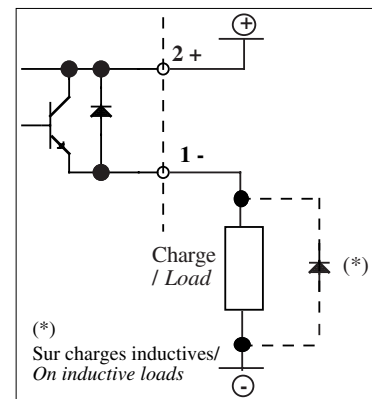 +
2 +
1 -
Charge
/ Load
(*)
(*)
Sur charges inductives/
On inductive loads
-